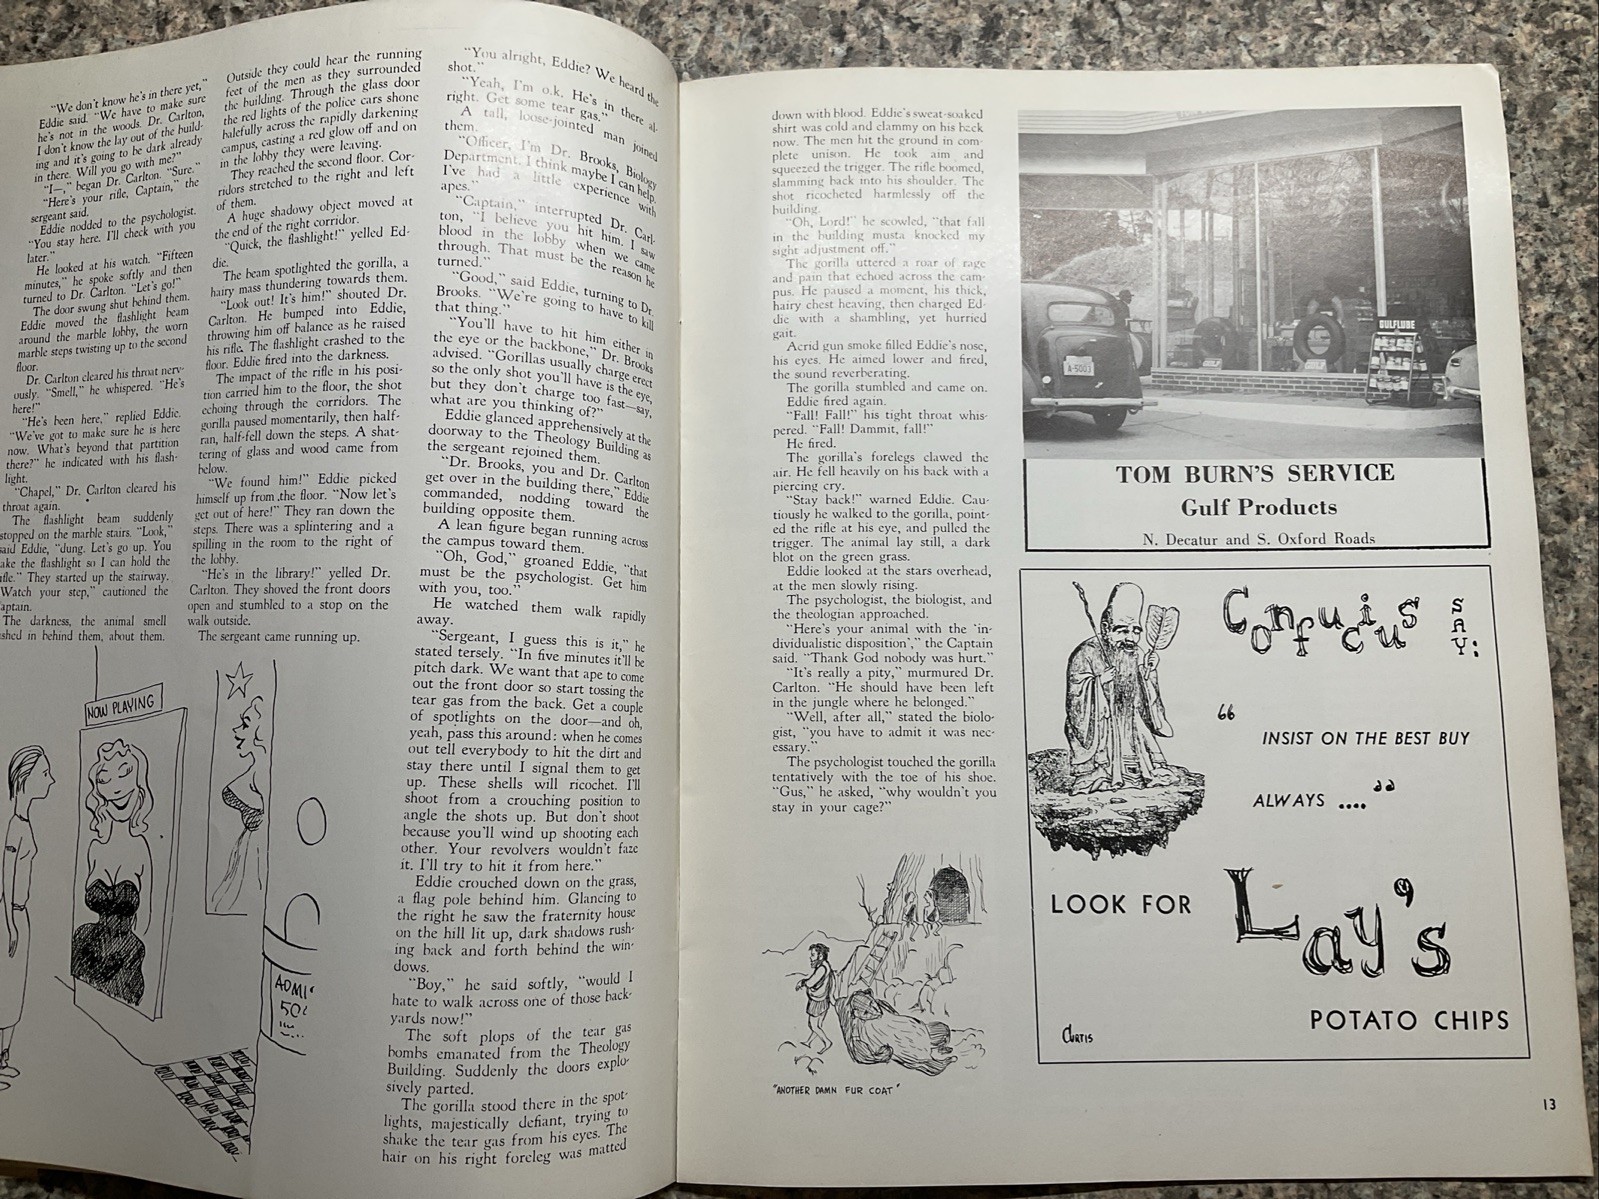 "We don't know he's in there yet,"
Eddie said. "We have to make sure
he's not in the woods. Dr. Carlton,
I don't know the lay out of the build-
ing and it's going to be dark already
in there. Will you go with me?"
"I—," began Dr. Carlton. "Sure."
"Here's your rifle, Captain," the
sergeant said.
Eddie nodded to the psychologist.
"You stay here. I'll check with you
later."
He looked at his watch. "Fifteen
minutes," he spoke softly and then
turned to Dr. Carlton. "Let's go!"
The door swung shut behind them.
Eddie moved the flashlight beam
around the marble lobby, the worn
marble steps twisting up to the second
floor.
Dr. Carlton cleared his throat nerv-
ously. "Smell," he whispered. "He's
here!"
"He's been here," replied Eddie.
"We've got to make sure he is here
now. What's beyond that partition
there?" he indicated with his flash-
light.
"Chapel," Dr. Carlton cleared his
throat again.
The flashlight beam suddenly
stopped on the marble stairs. "Look,"
said Eddie, "dung. Let's go up. You
ake the flashlight so I can hold the
ifle." They started up the stairway.
Watch your step," cautioned the
aptain.
The darkness, the animal smell
shed in behind them, about them.
Outside they could hear the running
feet of the men as they surrounded
the building. Through the glass door
the red lights of the police cars shone
balefully across the rapidly darkening
campus, casting a red glow off and on
in the lobby they were leaving.
They reached the second floor. Cor-
ridors stretched to the right and left
of them.
A huge shadowy object moved at
the end of the right corridor.
"Quick, the flashlight!" yelled Ed-
die.
The beam spotlighted the gorilla, a
hairy mass thundering towards them.
"Look out! It's him!" shouted Dr.
Carlton. He bumped into Eddie,
throwing him off balance as he raised
his rifle. The flashlight crashed to the
floor. Eddie fired into the darkness.
The impact of the rifle in his posi-
tion carried him to the floor, the shot
echoing through the corridors. The
gorilla paused momentarily, then half-
ran, half-fell down the steps. A shat-
tering of glass and wood came from
below.
"We found him!" Eddie picked
himself up from the floor. "Now let's
get out of here!" They ran down the
steps. There was a splintering and a
spilling in the room to the right of
the lobby.
"He's in the library!" yelled Dr.
Carlton. They shoved the front doors
open and stumbled to a stop on the
walk outside.
The sergeant came running up.
"You alright, Eddie? We heard the
shot."
"Yeah, I'm o.k. He's in there al-
right. Get some tear gas."
A tall, loose-jointed man joined
them.
"Officer, I'm Dr. Brooks, Biology
Department. I think maybe I can help.
I've had a little experience with
apes."
"Captain," interrupted Dr. Carl-
ton, "I believe you hit him. I saw
blood in the lobby when we came
through. That must be the reason he
turned."
"Good," said Eddie, turning to Dr.
Brooks. "We're going to have to kill
that thing."
"You'll have to hit him either in
the eye or the backbone," Dr. Brooks
advised. "Gorillas usually charge erect
so the only shot you'll have is the eye,
but they don't charge too fast—say,
what are you thinking of?"
Eddie glanced apprehensively at the
doorway to the Theology Building as
the sergeant rejoined them.
"Dr. Brooks, you and Dr. Carlton
get over in the building there," Eddie
commanded, nodding toward the
building opposite them.
A lean figure began running across
the campus toward them.
"Oh, God," groaned Eddie, "that
must be the psychologist. Get him
with you, too."
He watched them walk rapidly
away.
"Sergeant, I guess this is it," he
stated tersely. "In five minutes it'll be
pitch dark. We want that ape to come
out the front door so start tossing the
tear gas from the back. Get a couple
of spotlights on the door—and oh,
yeah, pass this around: when he comes
out tell everybody to hit the dirt and
stay there until I signal them to get
up. These shells will ricochet. I'll
shoot from a crouching position to
angle the shots up. But don't shoot
because you'll wind up shooting each
other. Your revolvers wouldn't faze
it. I'll try to hit it from here."
Eddie crouched down on the grass,
a flag pole behind him. Glancing to
the right he saw the fraternity house
on the hill lit up, dark shadows rush-
ing back and forth behind the win-
dows.
"Boy," he said softly, "would I
hate to walk across one of those back-
yards now!"
The soft plops of the tear gas
bombs emanated from the Theology
Building. Suddenly the doors explo-
sively parted.
The gorilla stood there in the spot-
lights, majestically defiant, trying to
shake the tear gas from his eyes. The
hair on his right foreleg was matted
NOW PLAYING
ADMI
50¢
down with blood. Eddie's sweat-soaked
shirt was cold and clammy on his back
now. The men hit the ground in com-
plete unison. He took aim and
squeezed the trigger. The rifle boomed,
slamming back into his shoulder. The
shot ricocheted harmlessly off the
building.
"Oh, Lord!" he scowled, "that fall
in the building musta knocked my
sight adjustment off."
The gorilla uttered a roar of rage
and pain that echoed across the cam-
pus. He paused a moment, his thick,
hairy chest heaving, then charged Ed-
die with a shambling, yet hurried
gait.
Acrid gun smoke filled Eddie's nose,
his eyes. He aimed lower and fired,
the sound reverberating.
The gorilla stumbled and came on.
Eddie fired again.
"Fall! Fall!" his tight throat whis-
pered. "Fall! Dammit, fall!"
He fired.
The gorilla's forelegs clawed the
air. He fell heavily on his back with a
piercing cry.
"Stay back!" warned Eddie. Cau-
tiously he walked to the gorilla, point-
ed the rifle at his eye, and pulled the
trigger. The animal lay still, a dark
blot on the green grass.
Eddie looked at the stars overhead,
at the men slowly rising.
The psychologist, the biologist, and
the theologian approached.
"Here's your animal with the 'in-
dividualistic disposition'," the Captain
said. "Thank God nobody was hurt."
"It's really a pity," murmured Dr.
Carlton. "He should have been left
in the jungle where he belonged."
"Well, after all," stated the biolo-
gist, "you have to admit it was nec-
essary."
The psychologist touched the gorilla
tentatively with the toe of his shoe.
"Gus," he asked, "why wouldn't you
stay in your cage?"
"ANOTHER DAMN FUR COAT"
GULFLUBE
A-5003
TOM BURN'S SERVICE
Gulf Products
N. Decatur and S. Oxford Roads
Confucius SAY:
"INSIST ON THE BEST BUY
ALWAYS ...."
LOOK FOR
Lay's
POTATO CHIPS
CURTIS
13